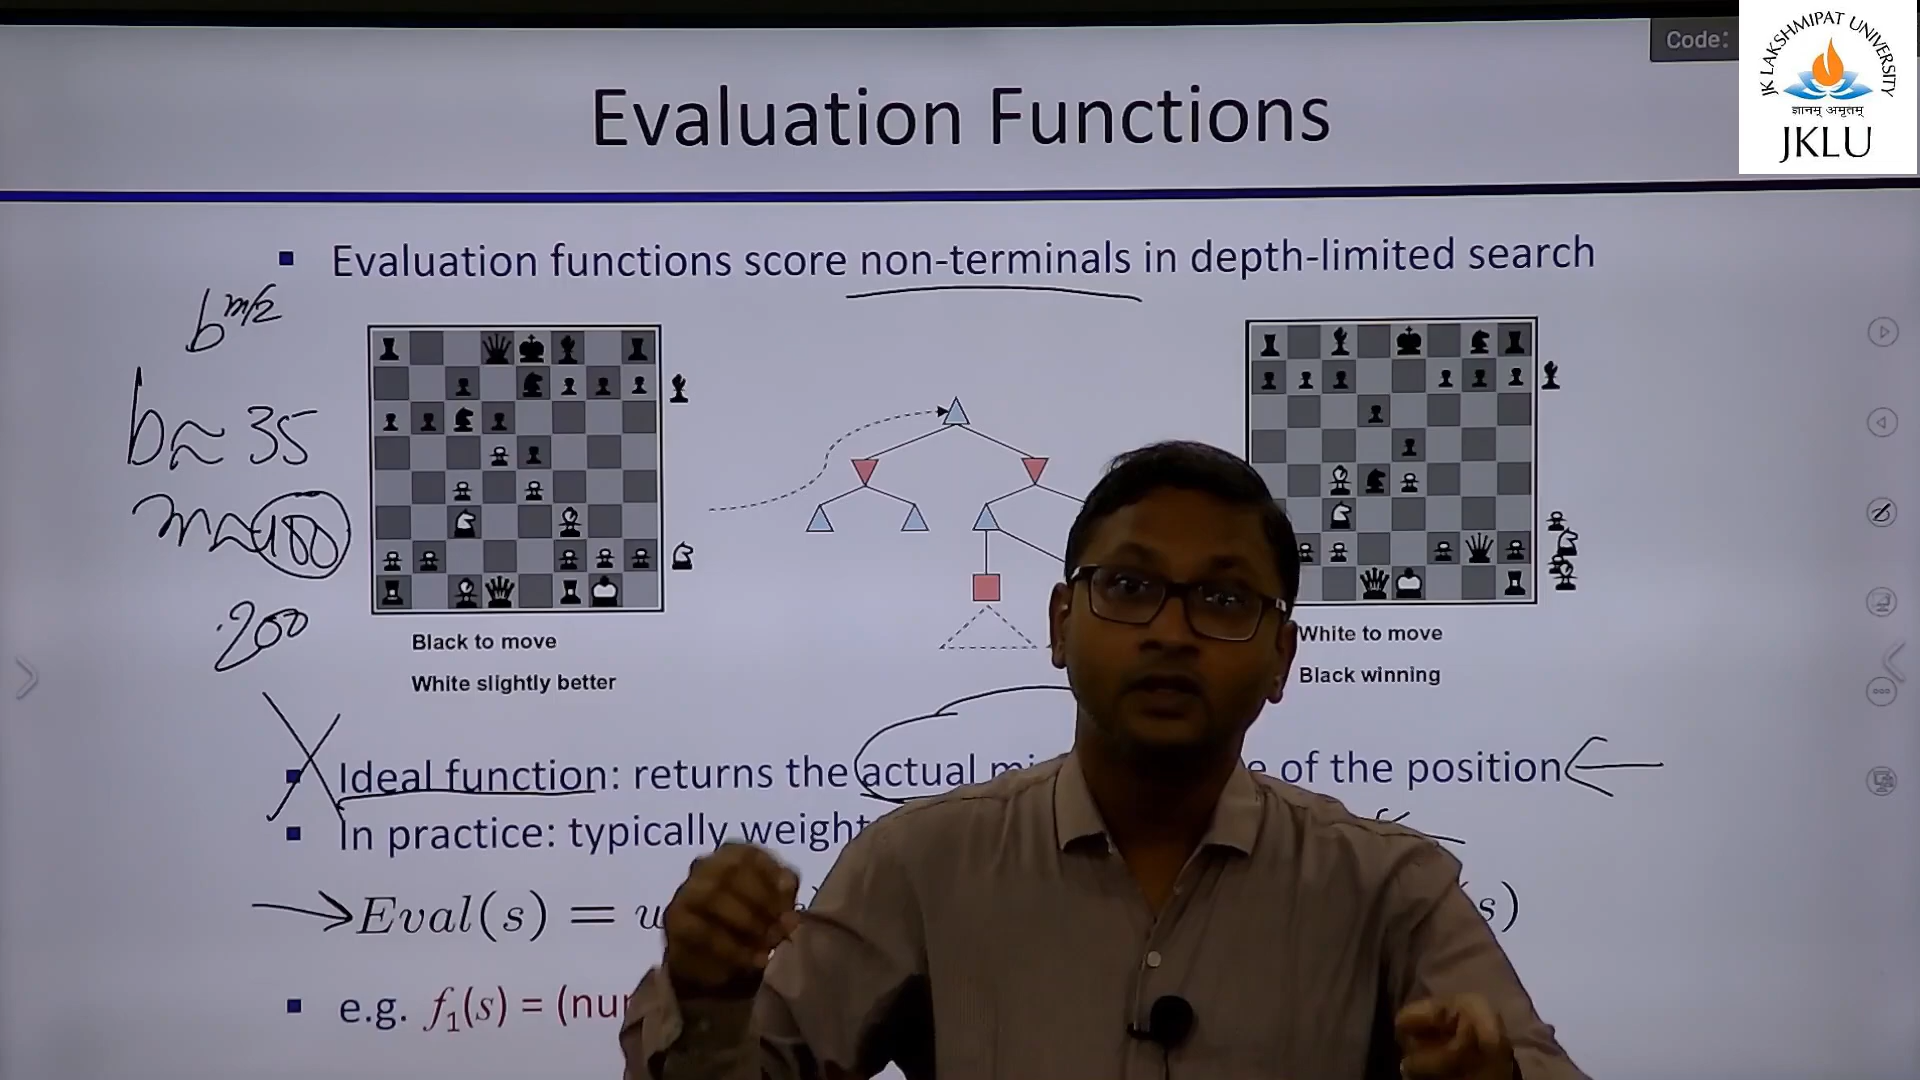 Code:
JK LAKSHMIPAT UNIVERSITY
ज्ञानम् अमृतम्
JKLU
Evaluation Functions
Evaluation functions score non-terminals in depth-limited search
b^m/2
b ≈ 35
m ≈ 100
200
Black to move
White slightly better
White to move
Black winning
Ideal function: returns the actual of the position
In practice: typically
Eval(s) =
s)
e.g. f₁(s) =